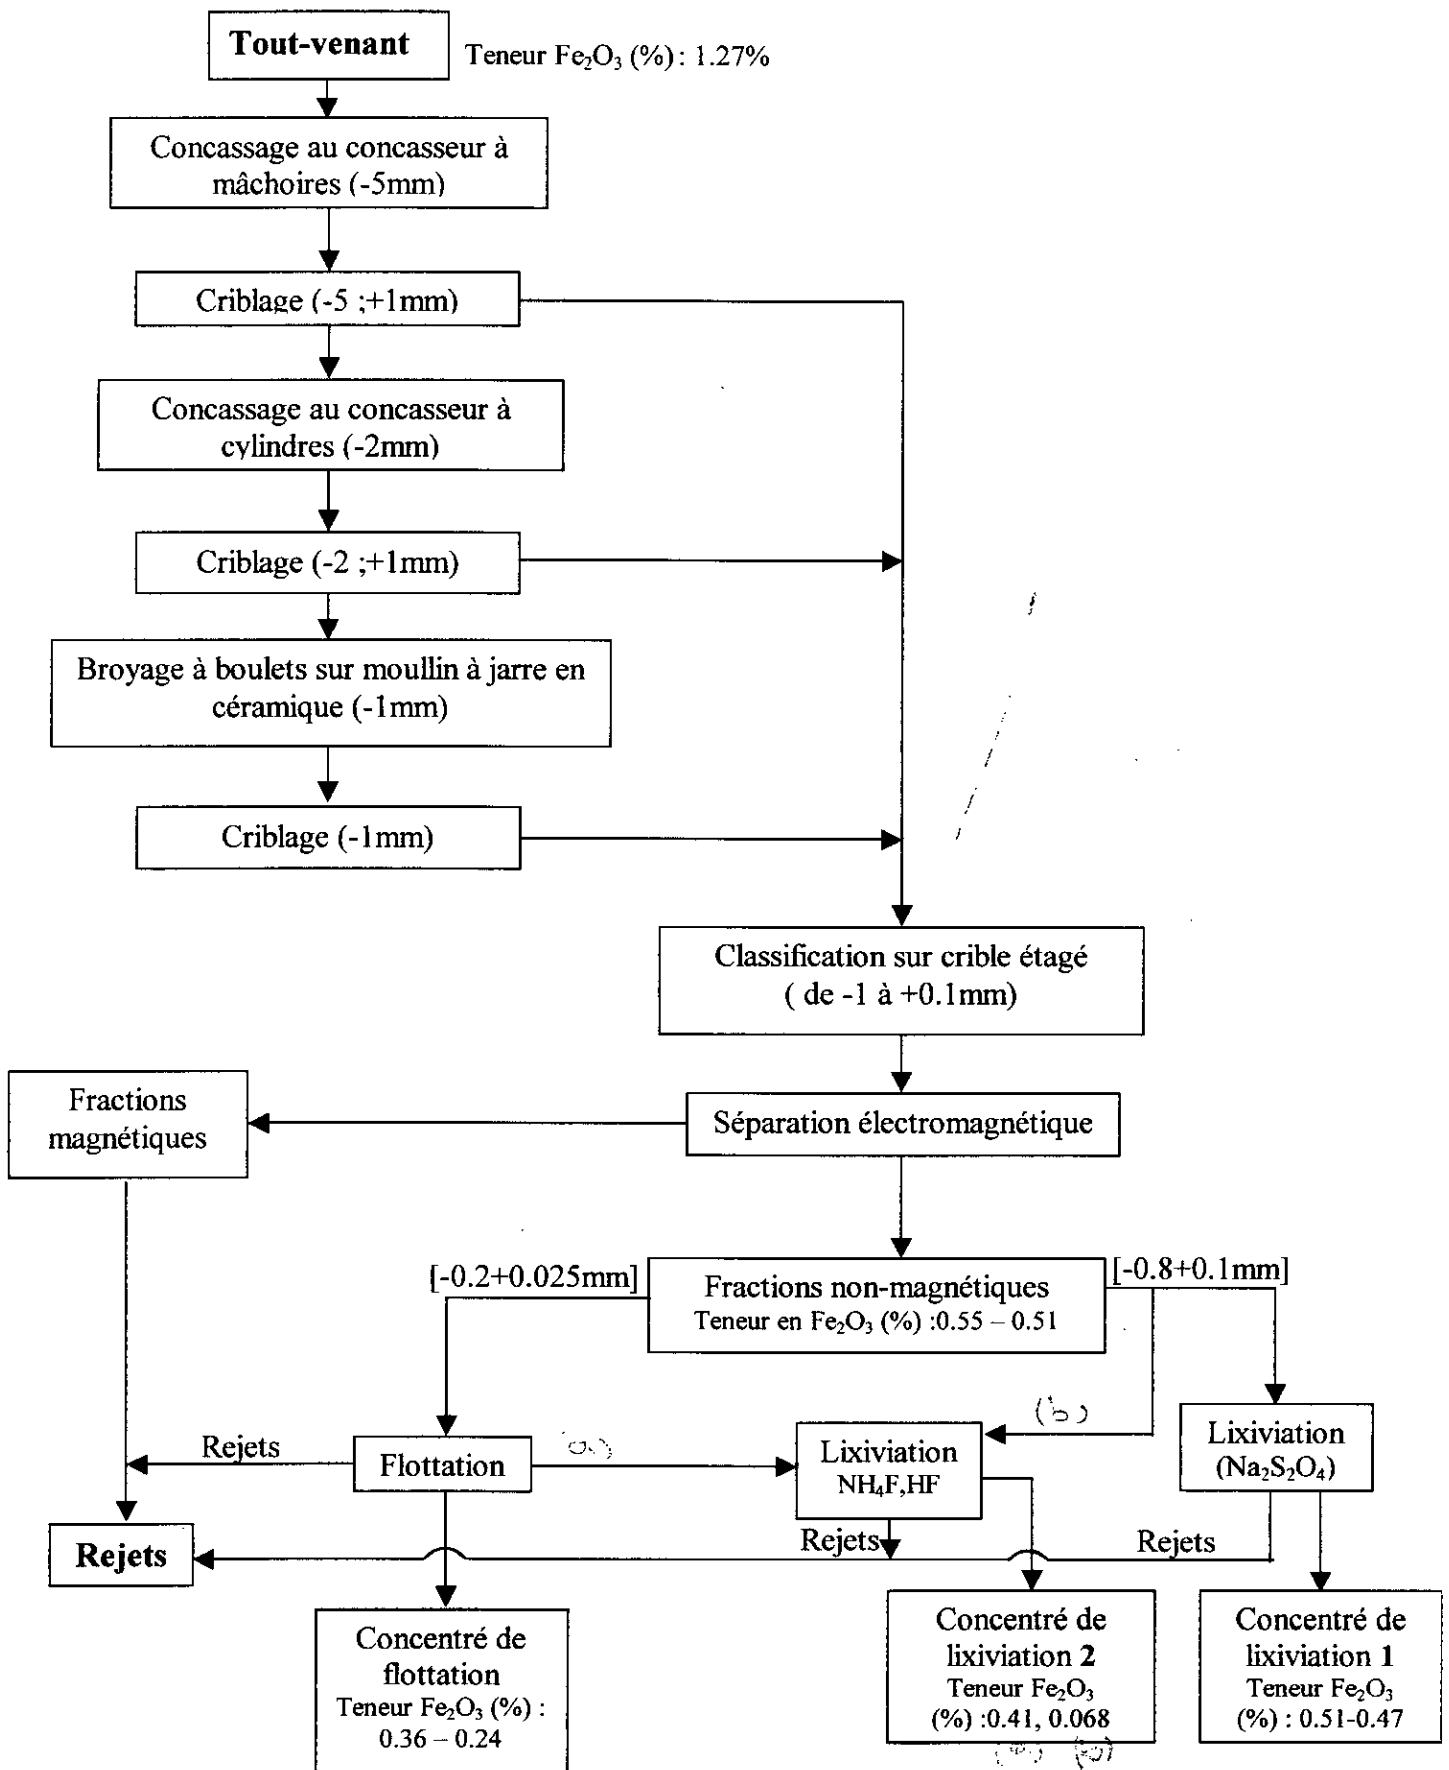 Tout-venant
Teneur Fe₂O₃ (%) : 1.27%
Concassage au concasseur à
mâchoires (-5mm)
Criblage (-5 ;+1mm)
Concassage au concasseur à
cylindres (-2mm)
Criblage (-2 ;+1mm)
Broyage à boulets sur moullin à jarre en
céramique (-1mm)
Criblage (-1mm)
Classification sur crible étagé
( de -1 à +0.1mm)
Séparation électromagnétique
Fractions
magnétiques
[-0.2+0.025mm]
Fractions non-magnétiques
Teneur en Fe₂O₃ (%) :0.55 – 0.51
[-0.8+0.1mm]
(b)
Rejets
Flottation
Lixiviation
NH₄F,HF
Lixiviation
(Na₂S₂O₄)
Rejets
Rejets
Rejets
Concentré de
flottation
Teneur Fe₂O₃ (%) :
0.36 – 0.24
Concentré de
lixiviation 2
Teneur Fe₂O₃
(%) :0.41, 0.068
Concentré de
lixiviation 1
Teneur Fe₂O₃
(%) : 0.51-0.47